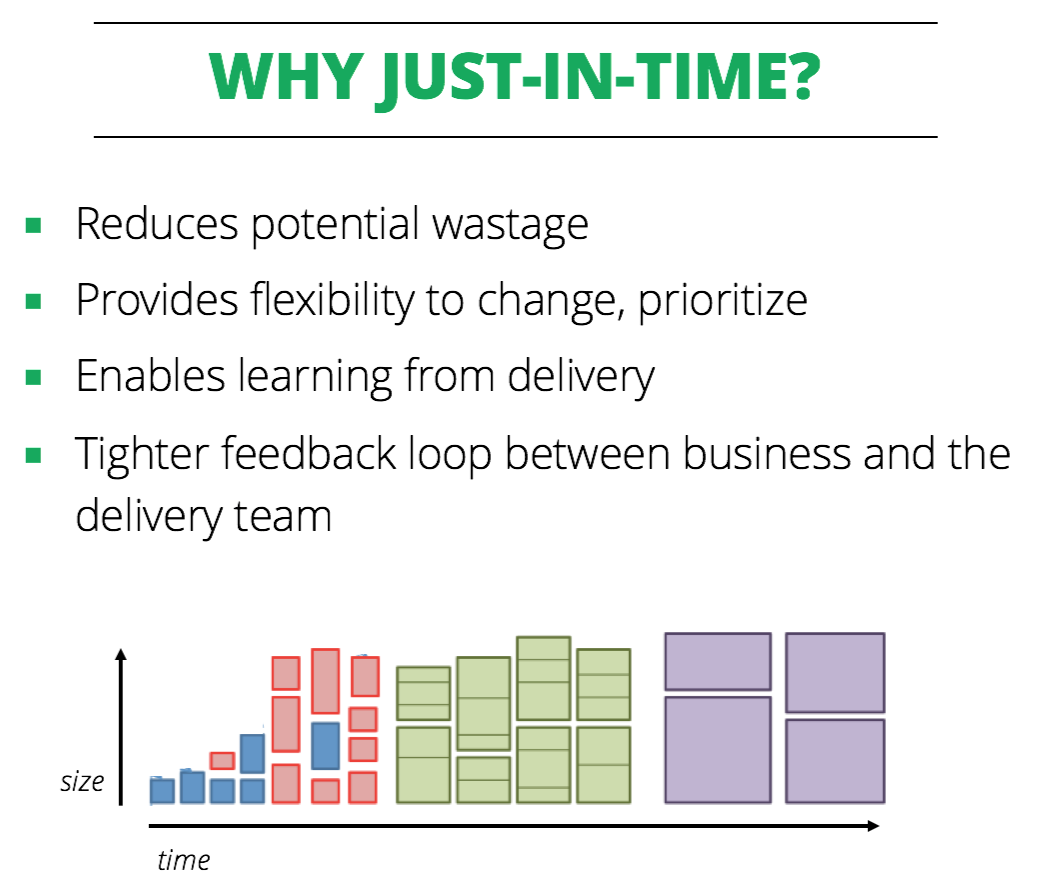 WHY JUST-IN-TIME?
Reduces potential wastage
Provides flexibility to change, prioritize
Enables learning from delivery
Tighter feedback loop between business and the
delivery team
size
time